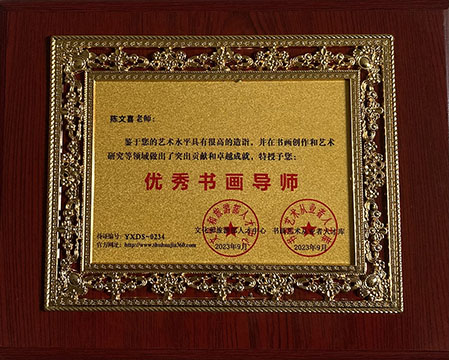 陈文喜老师：
鉴于您的艺术水平具有很高的造诣，并在书画创作和艺术
研究等领域做出了突出贡献和卓越成就，特授予您：
优秀书画导师
持证编号：YXDS-0234
官方网址：http://www.shuhuajia360.com
2023年9月
2023年9月